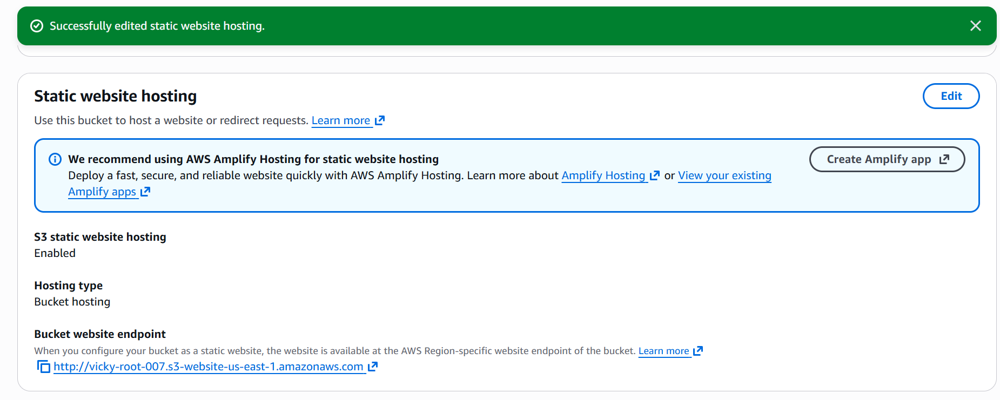 Successfully edited static website hosting.
Static website hosting
Edit
Use this bucket to host a website or redirect requests. Learn more
We recommend using AWS Amplify Hosting for static website hosting
Create Amplify app
Deploy a fast, secure, and reliable website quickly with AWS Amplify Hosting. Learn more about Amplify Hosting or View your existing
Amplify apps
S3 static website hosting
Enabled
Hosting type
Bucket hosting
Bucket website endpoint
When you configure your bucket as a static website, the website is available at the AWS Region-specific website endpoint of the bucket. Learn more
http://vicky-root-007.s3-website-us-east-1.amazonaws.com